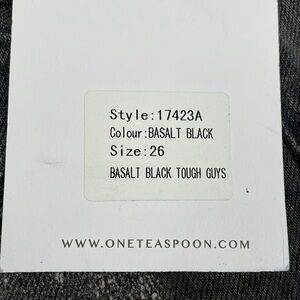 Style:17423A
Colour:BASALT BLACK
Size:26
BASALT BLACK TOUGH GUYS
WWW.ONETEASPOON.COM